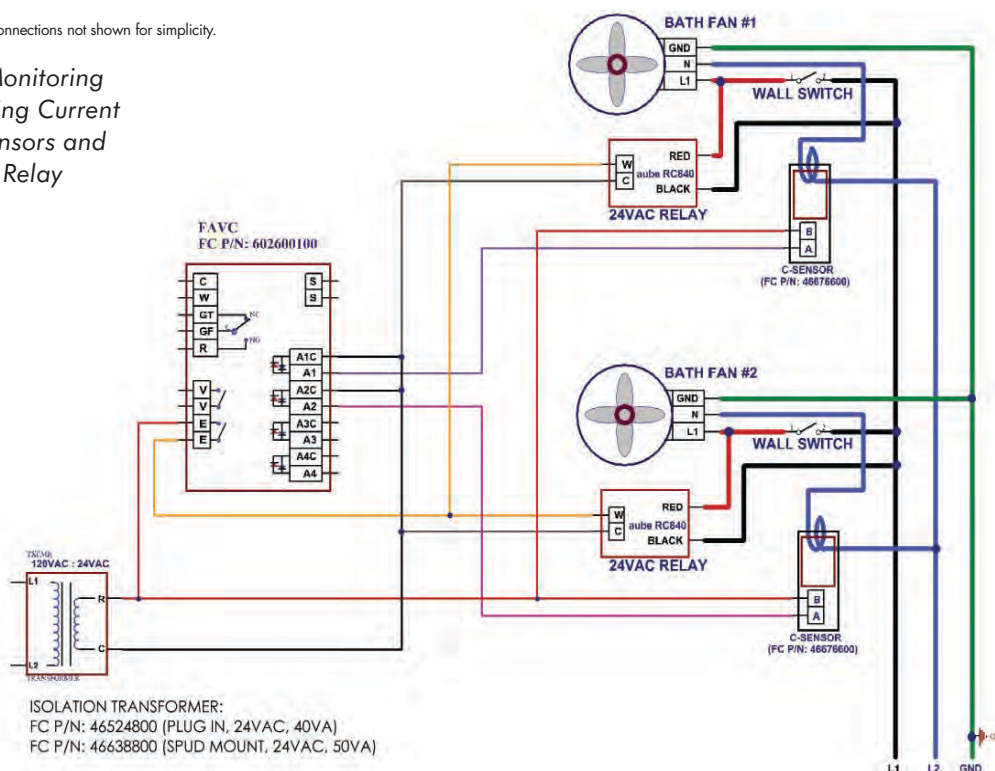 onnections not shown for simplicity.
Monitoring
ing Current
nsors and
Relay
BATH FAN #1
GND
N
L1
WALL SWITCH
RED
W
aube RC840
C
BLACK
24VAC RELAY
B
A
C-SENSOR
(FC P/N: 46676600)
FAVC
FC P/N: 602600100
C
W
GT
GF
R
NC
C
NO
S
S
A1C
A1
A2C
A2
A3C
A3
A4C
A4
V
V
E
E
BATH FAN #2
GND
N
L1
WALL SWITCH
RED
W
aube RC840
C
BLACK
24VAC RELAY
B
A
C-SENSOR
(FC P/N: 46676600)
TXFMR
120VAC : 24VAC
L1
R
C
L2
TRANSFORMER
ISOLATION TRANSFORMER:
FC P/N: 46524800 (PLUG IN, 24VAC, 40VA)
FC P/N: 46638800 (SPUD MOUNT, 24VAC, 50VA)
L1 L2 GND